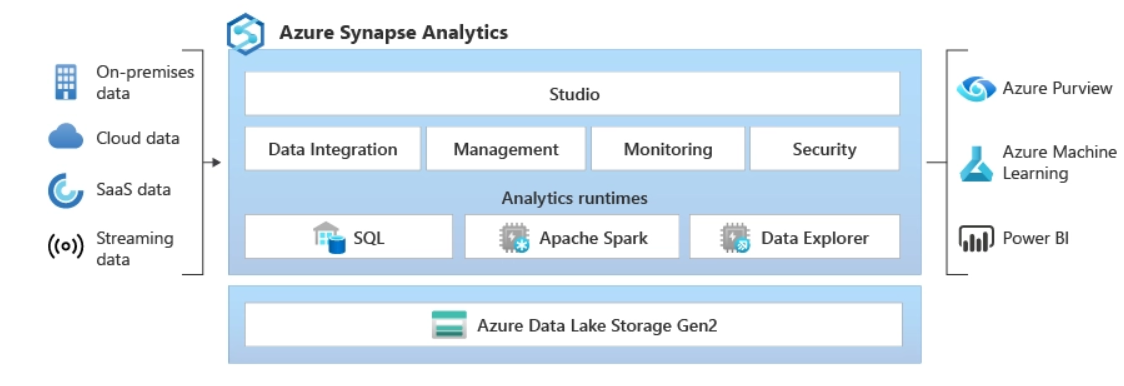 Azure Synapse Analytics
On-premises
data
Cloud data
SaaS data
Streaming
data
Studio
Data Integration
Management
Monitoring
Security
Analytics runtimes
SQL
Apache Spark
Data Explorer
Azure Data Lake Storage Gen2
Azure Purview
Azure Machine
Learning
Power BI